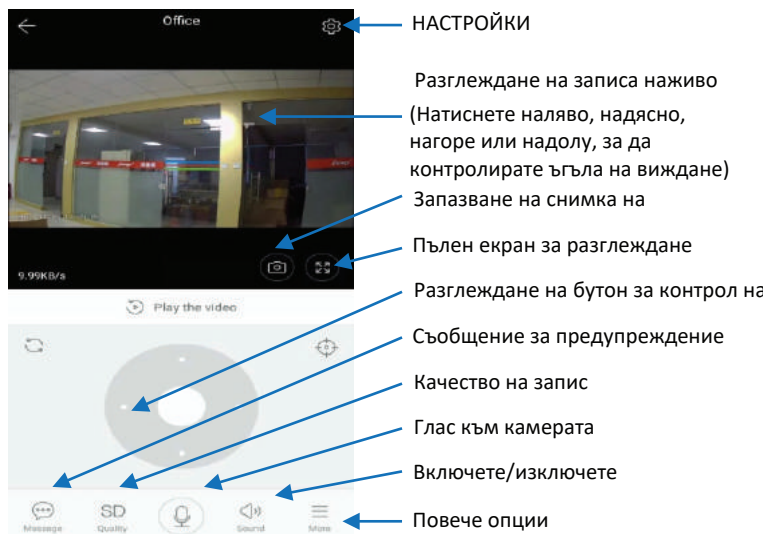 Office
НАСТРОЙКИ
Разглеждане на записа наживо
(Натиснете наляво, надясно,
нагоре или надолу, за да
контролирате ъгъла на виждане)
Запазване на снимка на
Пълен екран за разглеждане
9.99KB/s
Разглеждане на бутон за контрол на
Play the video
Съобщение за предупреждение
Качество на запис
Глас към камерата
Включете/изключете
SD
Message
Quality
Sound
More
Повече опции